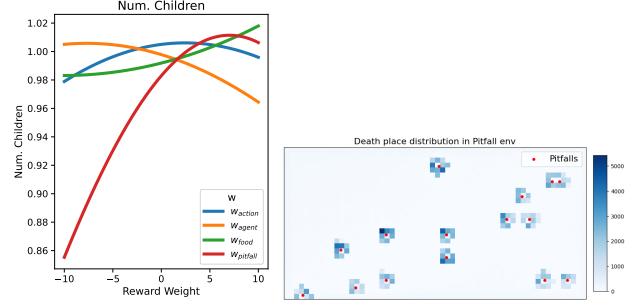 Num. Children
1.02
1.00
0.98
0.96
0.94
0.92
0.90
0.88
0.86
Num. Children
w
w_action
w_agent
w_food
w_pitfall
−10
−5
0
5
10
Reward Weight
Death place distribution in Pitfall env
Pitfalls
5000
4000
3000
2000
1000
0